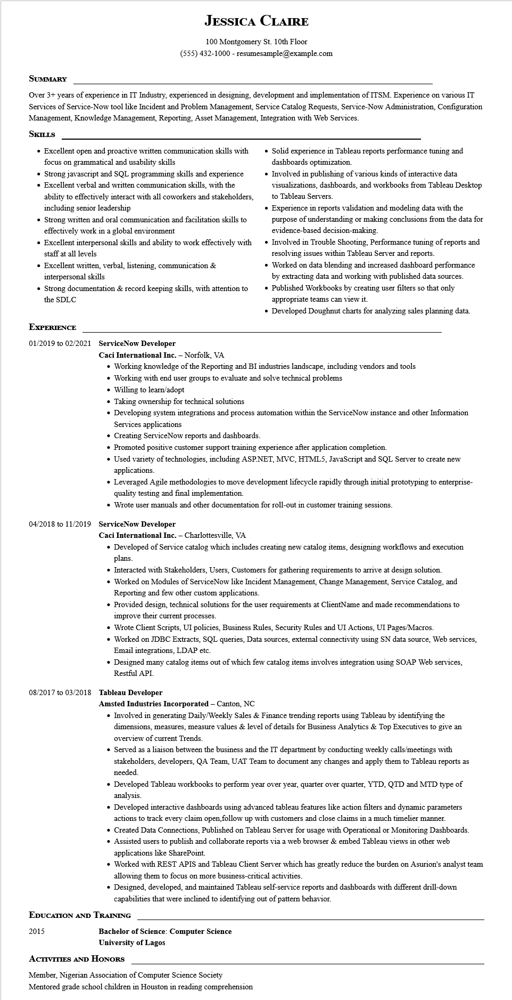 Jessica Claire
100 Montgomery St. 10th Floor
(555) 432-1000 - resumesample@example.com
Summary
Over 3+ years of experience in IT Industry, experienced in designing, development and implementation of ITSM. Experience on various IT
Services of Service-Now tool like Incident and Problem Management, Service Catalog Requests, Service-Now Administration, Configuration
Management, Knowledge Management, Reporting, Asset Management, Integration with Web Services.
Skills
• Excellent open and proactive written communication skills with
focus on grammatical and usability skills
• Strong javascript and SQL programming skills and experience
• Excellent verbal and written communication skills, with the
ability to effectively interact with all coworkers and stakeholders,
including senior leadership
• Strong written and oral communication and facilitation skills to
effectively work in a global environment
• Excellent interpersonal skills and ability to work effectively with
staff at all levels
• Excellent written, verbal, listening, communication &
interpersonal skills
• Strong documentation & record keeping skills, with attention to
the SDLC
• Solid experience in Tableau reports performance tuning and
dashboards optimization.
• Involved in publishing of various kinds of interactive data
visualizations, dashboards, and workbooks from Tableau Desktop
to Tableau Servers.
• Experience in reports validation and modeling data with the
purpose of understanding or making conclusions from the data for
evidence-based decision-making.
• Involved in Trouble Shooting, Performance tuning of reports and
resolving issues within Tableau Server and reports.
• Worked on data blending and increased dashboard performance
by extracting data and working with published data sources.
• Published Workbooks by creating user filters so that only
appropriate teams can view it.
• Developed Doughnut charts for analyzing sales planning data.
Experience
01/2019 to 02/2021 ServiceNow Developer
Caci International Inc. – Norfolk, VA
• Working knowledge of the Reporting and BI industries landscape, including vendors and tools
• Working with end user groups to evaluate and solve technical problems
• Willing to learn/adopt
• Taking ownership for technical solutions
• Developing system integrations and process automation within the ServiceNow instance and other Information
Services applications
• Creating ServiceNow reports and dashboards.
• Promoted positive customer support training experience after application completion.
• Used variety of technologies, including ASP.NET, MVC, HTML5, JavaScript and SQL Server to create new
applications.
• Leveraged Agile methodologies to move development lifecycle rapidly through initial prototyping to enterprise-
quality testing and final implementation.
• Wrote user manuals and other documentation for roll-out in customer training sessions.
04/2018 to 11/2019 ServiceNow Developer
Caci International Inc. – Charlottesville, VA
• Developed of Service catalog which includes creating new catalog items, designing workflows and execution
plans.
• Interacted with Stakeholders, Users, Customers for gathering requirements to arrive at design solution.
• Worked on Modules of ServiceNow like Incident Management, Change Management, Service Catalog, and
Reporting and few other custom applications.
• Provided design, technical solutions for the user requirements at ClientName and made recommendations to
improve their current processes.
• Wrote Client Scripts, UI policies, Business Rules, Security Rules and UI Actions, UI Pages/Macros.
• Worked on JDBC Extracts, SQL queries, Data sources, external connectivity using SN data source, Web services,
Email integrations, LDAP etc.
• Designed many catalog items out of which few catalog items involves integration using SOAP Web services,
Restful API.
08/2017 to 03/2018 Tableau Developer
Amsted Industries Incorporated – Canton, NC
• Involved in generating Daily/Weekly Sales & Finance trending reports using Tableau by identifying the
dimensions, measures, measure values & level of details for Business Analytics & Top Executives to give an
overview of current Trends.
• Served as a liaison between the business and the IT department by conducting weekly calls/meetings with
stakeholders, developers, QA Team, UAT Team to document any changes and apply them to Tableau reports as
needed.
• Developed Tableau workbooks to perform year over year, quarter over quarter, YTD, QTD and MTD type of
analysis.
• Developed interactive dashboards using advanced tableau features like action filters and dynamic parameters
actions to track every claim open,follow up with customers and close claims in a much timelier manner.
• Created Data Connections, Published on Tableau Server for usage with Operational or Monitoring Dashboards.
• Assisted users to publish and collaborate reports via a web browser & embed Tableau views in other web
applications like SharePoint.
• Worked with REST APIS and Tableau Client Server which has greatly reduce the burden on Asurion's analyst team
allowing them to focus on more business-critical activities.
• Designed, developed, and maintained Tableau self-service reports and dashboards with different drill-down
capabilities that were inclined to identifying out of pattern behavior.
Education and Training
2015 Bachelor of Science: Computer Science
University of Lagos
Activities and Honors
Member, Nigerian Association of Computer Science Society
Mentored grade school children in Houston in reading comprehension